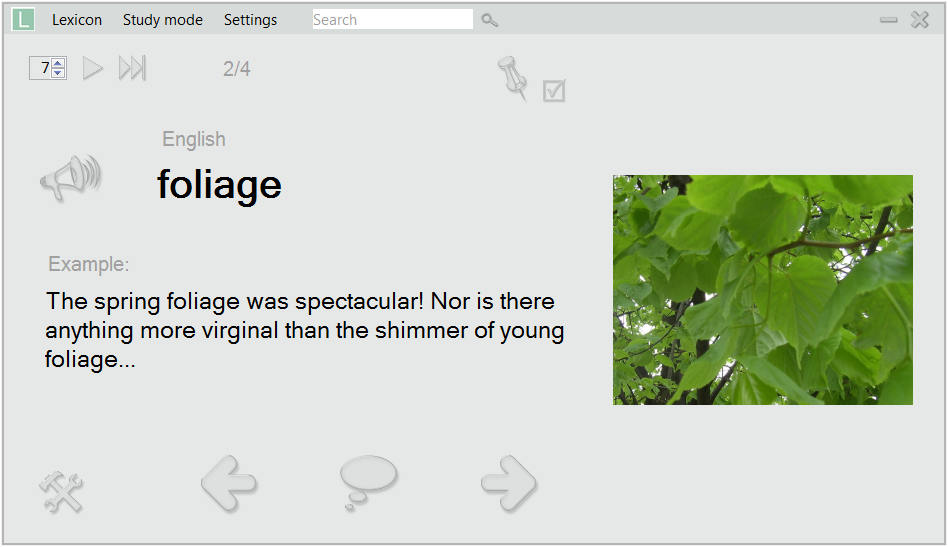 L Lexicon Study mode Settings Search
7 2/4
English
foliage
Example:
The spring foliage was spectacular! Nor is there
anything more virginal than the shimmer of young
foliage...